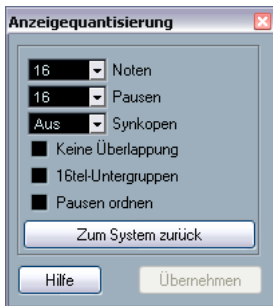 Anzeigequantisierung
16 Noten
16 Pausen
Aus Synkopen
Keine Überlappung
16tel-Untergruppen
Pausen ordnen
Zum System zurück
Hilfe Übernehmen